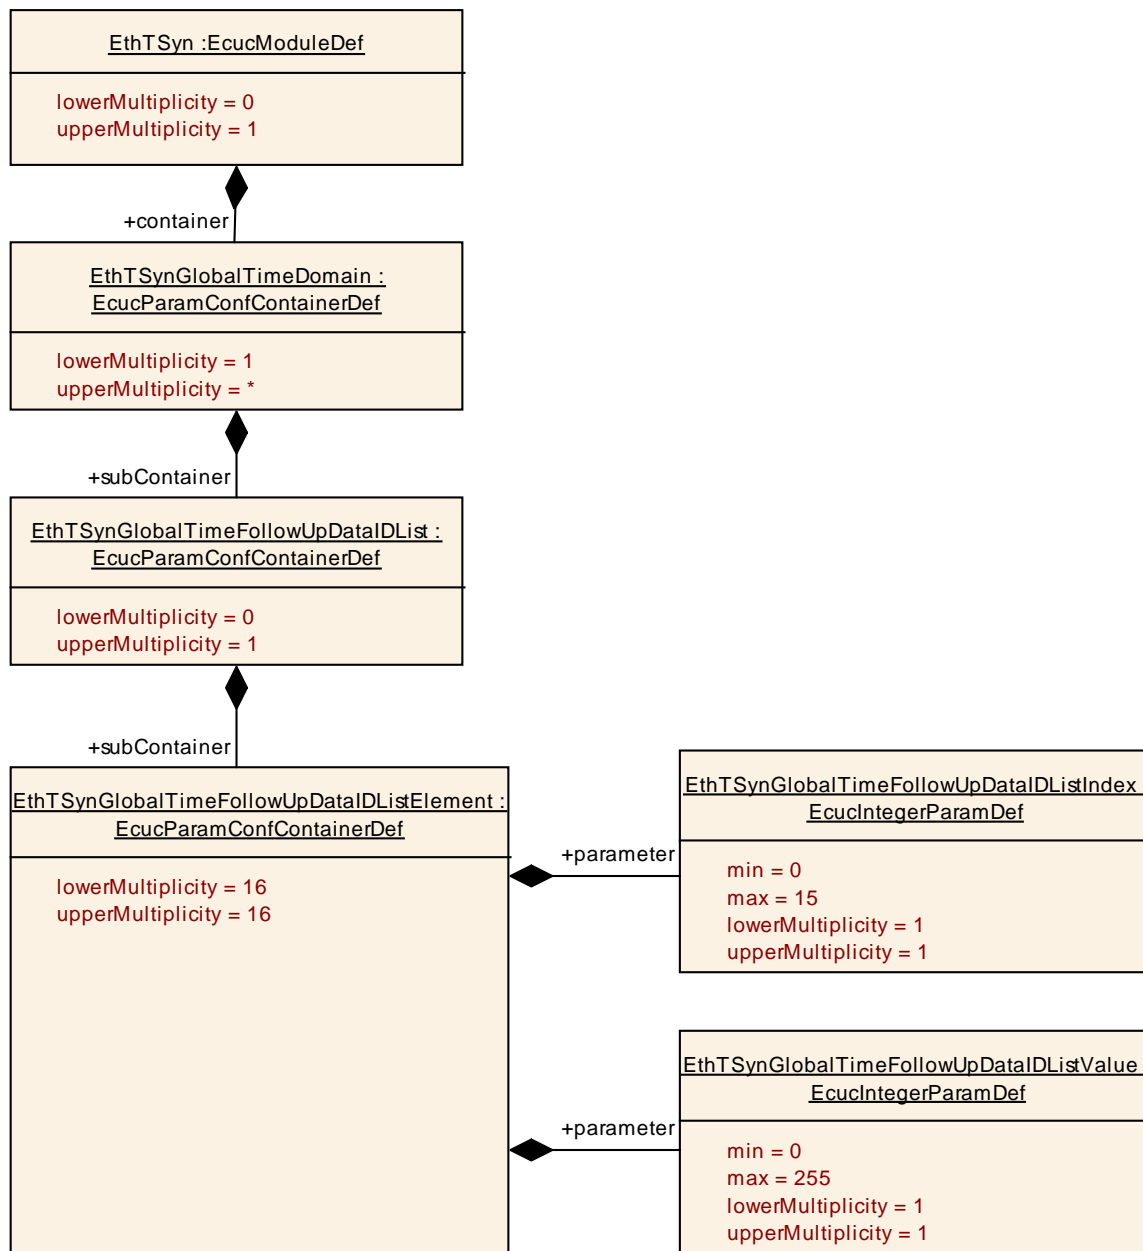 EthTSyn :EcucModuleDef
lowerMultiplicity = 0
upperMultiplicity = 1
+container
EthTSynGlobalTimeDomain :
EcucParamConfContainerDef
lowerMultiplicity = 1
upperMultiplicity = *
+subContainer
EthTSynGlobalTimeFollowUpDataIDList :
EcucParamConfContainerDef
lowerMultiplicity = 0
upperMultiplicity = 1
+subContainer
EthTSynGlobalTimeFollowUpDataIDListElement :
EcucParamConfContainerDef
lowerMultiplicity = 16
upperMultiplicity = 16
+parameter
EthTSynGlobalTimeFollowUpDataIDListIndex
EcucIntegerParamDef
min = 0
max = 15
lowerMultiplicity = 1
upperMultiplicity = 1
+parameter
EthTSynGlobalTimeFollowUpDataIDListValue
EcucIntegerParamDef
min = 0
max = 255
lowerMultiplicity = 1
upperMultiplicity = 1